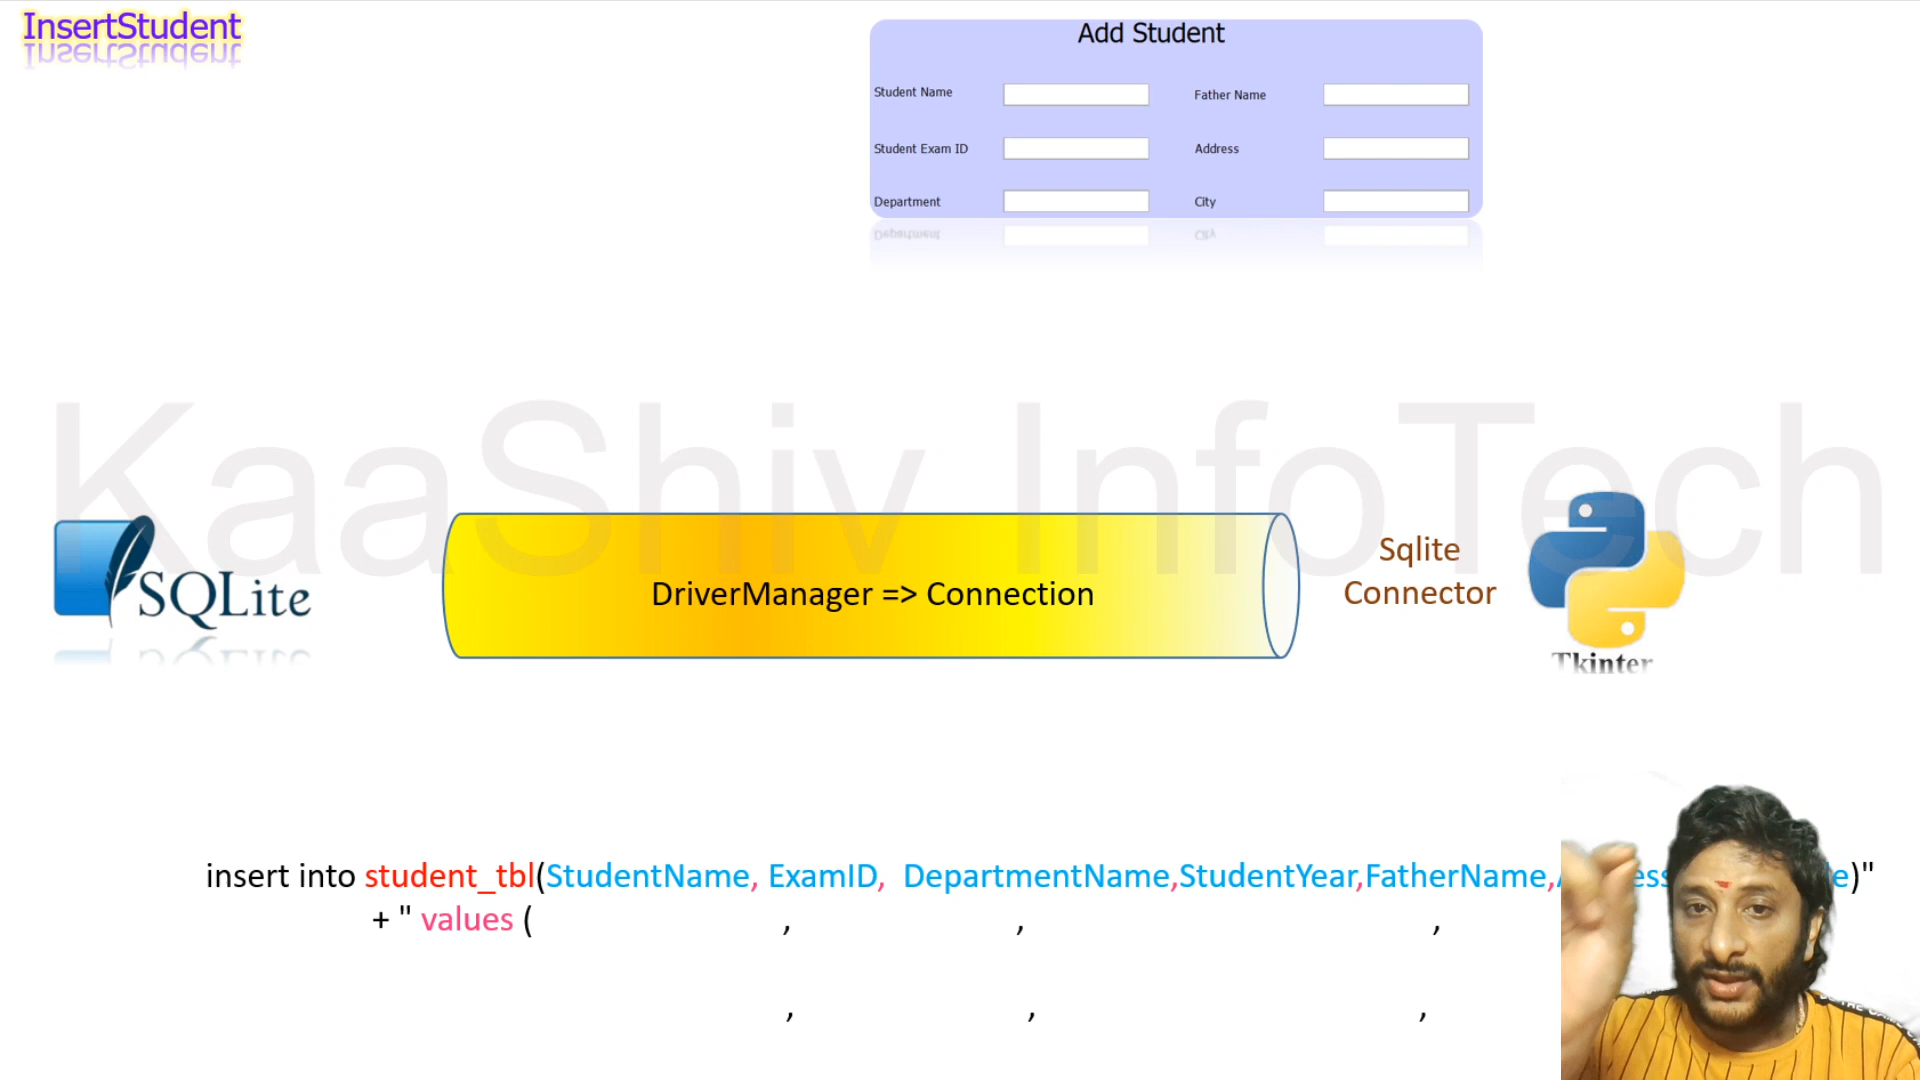 InsertStudent
Add Student
Student Name
Father Name
Student Exam ID
Address
Department
City
KaaShiv InfoTech
SQLite
DriverManager => Connection
Sqlite
Connector
Tkinter
insert into student_tbl(StudentName, ExamID, DepartmentName,StudentYear,FatherName,
)"
+ " values ( , , ,
, , ,